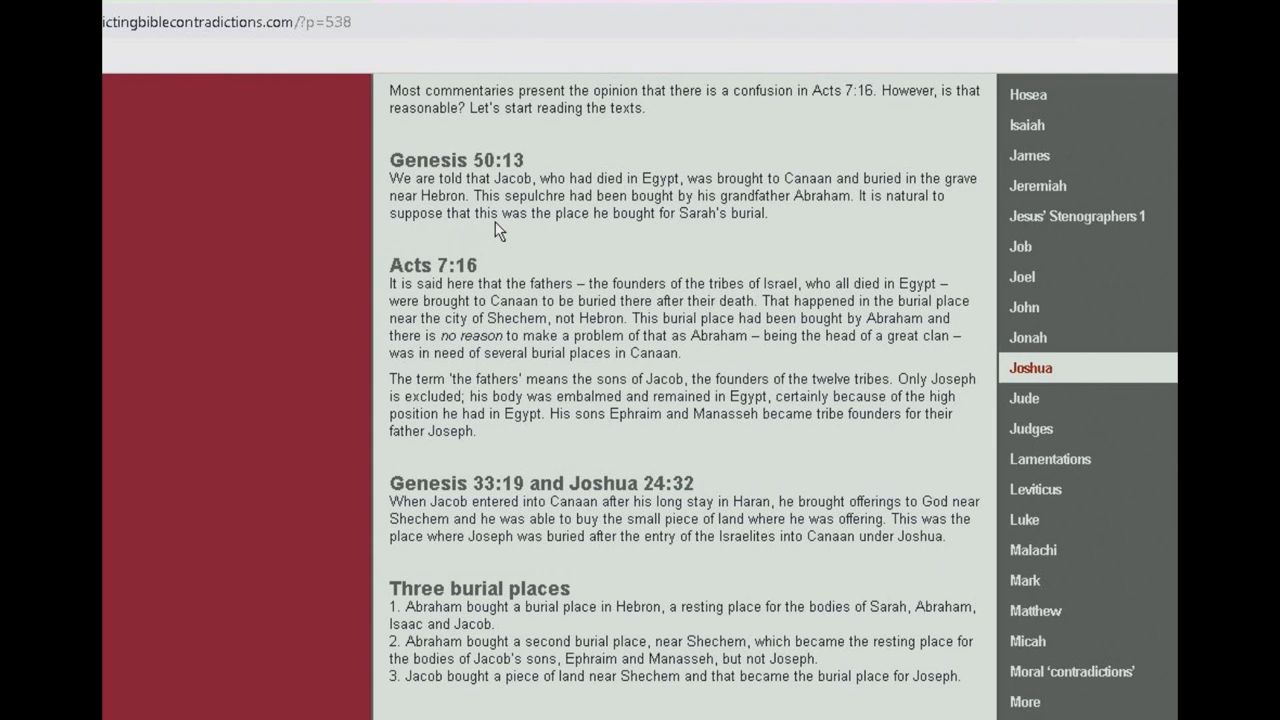 ictingbiblecontradictions.com/?p=538
Most commentaries present the opinion that there is a confusion in Acts 7:16. However, is that
reasonable? Let's start reading the texts.
Genesis 50:13
We are told that Jacob, who had died in Egypt, was brought to Canaan and buried in the grave
near Hebron. This sepulchre had been bought by his grandfather Abraham. It is natural to
suppose that this was the place he bought for Sarah's burial.
Acts 7:16
It is said here that the fathers – the founders of the tribes of Israel, who all died in Egypt –
were brought to Canaan to be buried there after their death. That happened in the burial place
near the city of Shechem, not Hebron. This burial place had been bought by Abraham and
there is no reason to make a problem of that as Abraham – being the head of a great clan –
was in need of several burial places in Canaan.
The term 'the fathers' means the sons of Jacob, the founders of the twelve tribes. Only Joseph
is excluded; his body was embalmed and remained in Egypt, certainly because of the high
position he had in Egypt. His sons Ephraim and Manasseh became tribe founders for their
father Joseph.
Genesis 33:19 and Joshua 24:32
When Jacob entered into Canaan after his long stay in Haran, he brought offerings to God near
Shechem and he was able to buy the small piece of land where he was offering. This was the
place where Joseph was buried after the entry of the Israelites into Canaan under Joshua.
Three burial places
1. Abraham bought a burial place in Hebron, a resting place for the bodies of Sarah, Abraham,
Isaac and Jacob.
2. Abraham bought a second burial place, near Shechem, which became the resting place for
the bodies of Jacob's sons, Ephraim and Manasseh, but not Joseph.
3. Jacob bought a piece of land near Shechem and that became the burial place for Joseph.
Hosea
Isaiah
James
Jeremiah
Jesus' Stenographers 1
Job
Joel
John
Jonah
Joshua
Jude
Judges
Lamentations
Leviticus
Luke
Malachi
Mark
Matthew
Micah
Moral 'contradictions'
More